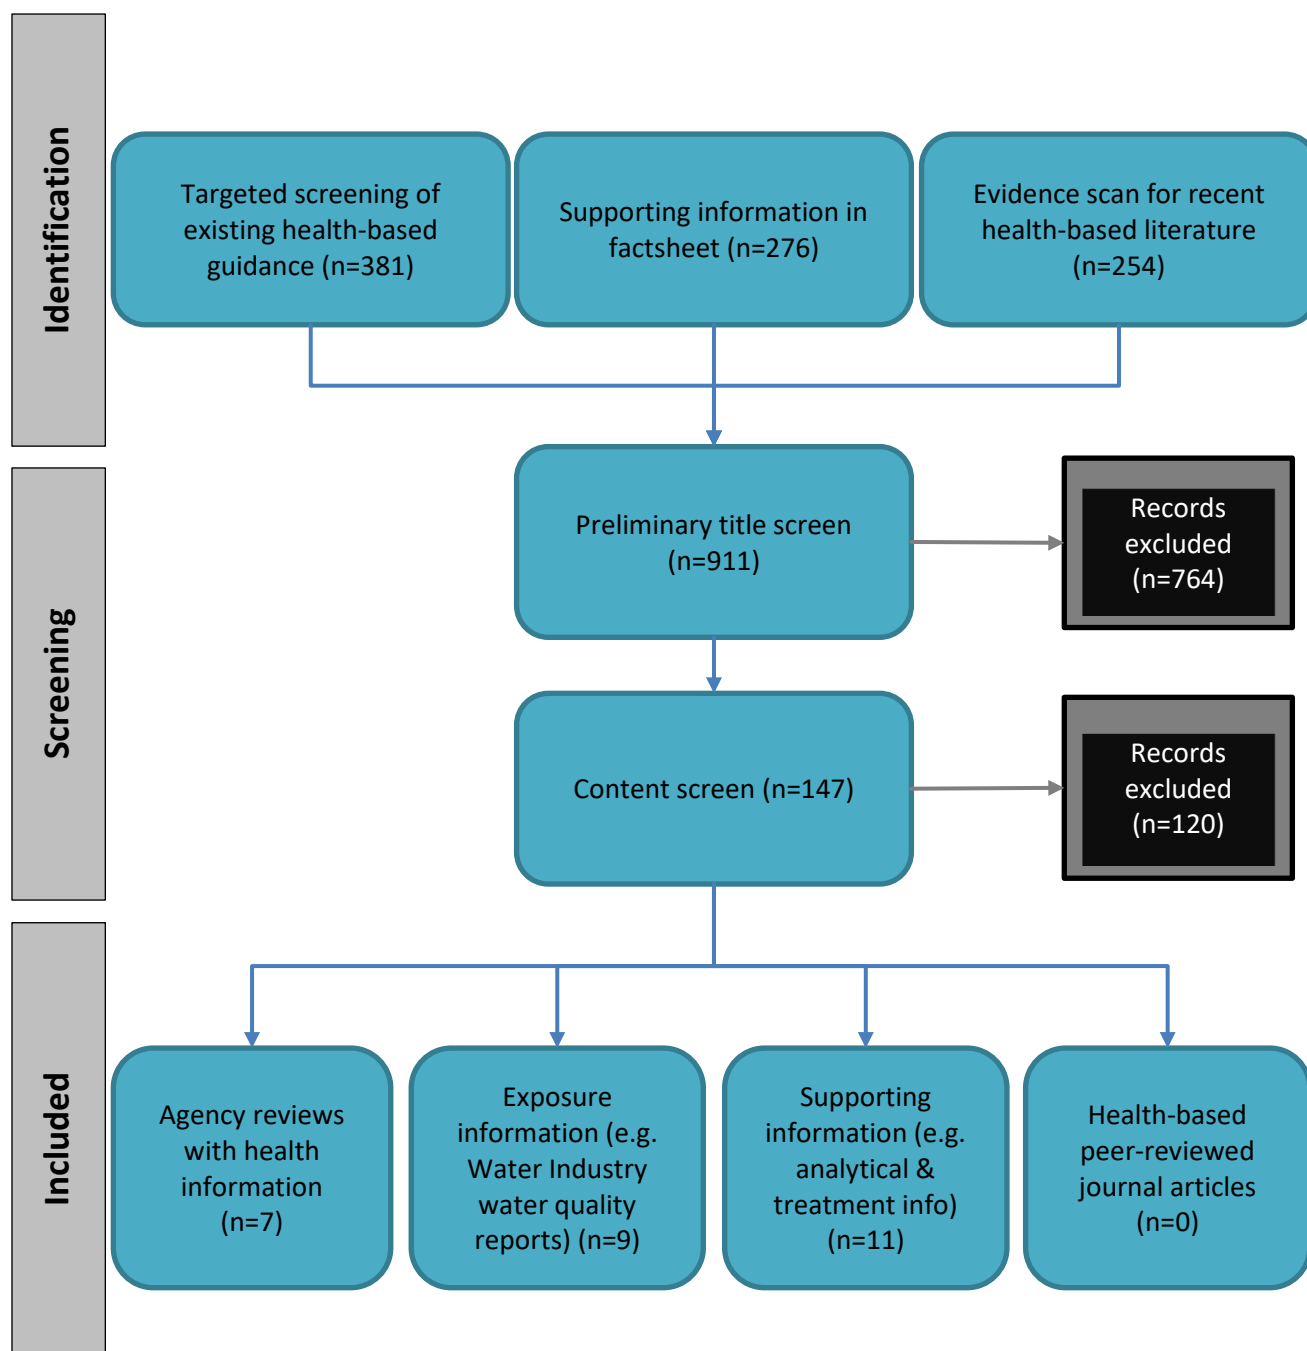 Identification
Targeted screening of
existing health-based
guidance (n=381)
Supporting information in
factsheet (n=276)
Evidence scan for recent
health-based literature
(n=254)
Screening
Preliminary title screen
(n=911)
Records
excluded
(n=764)
Content screen (n=147)
Records
excluded
(n=120)
Included
Agency reviews
with health
information
(n=7)
Exposure
information (e.g.
Water Industry
water quality
reports) (n=9)
Supporting
information (e.g.
analytical &
treatment info)
(n=11)
Health-based
peer-reviewed
journal articles
(n=0)